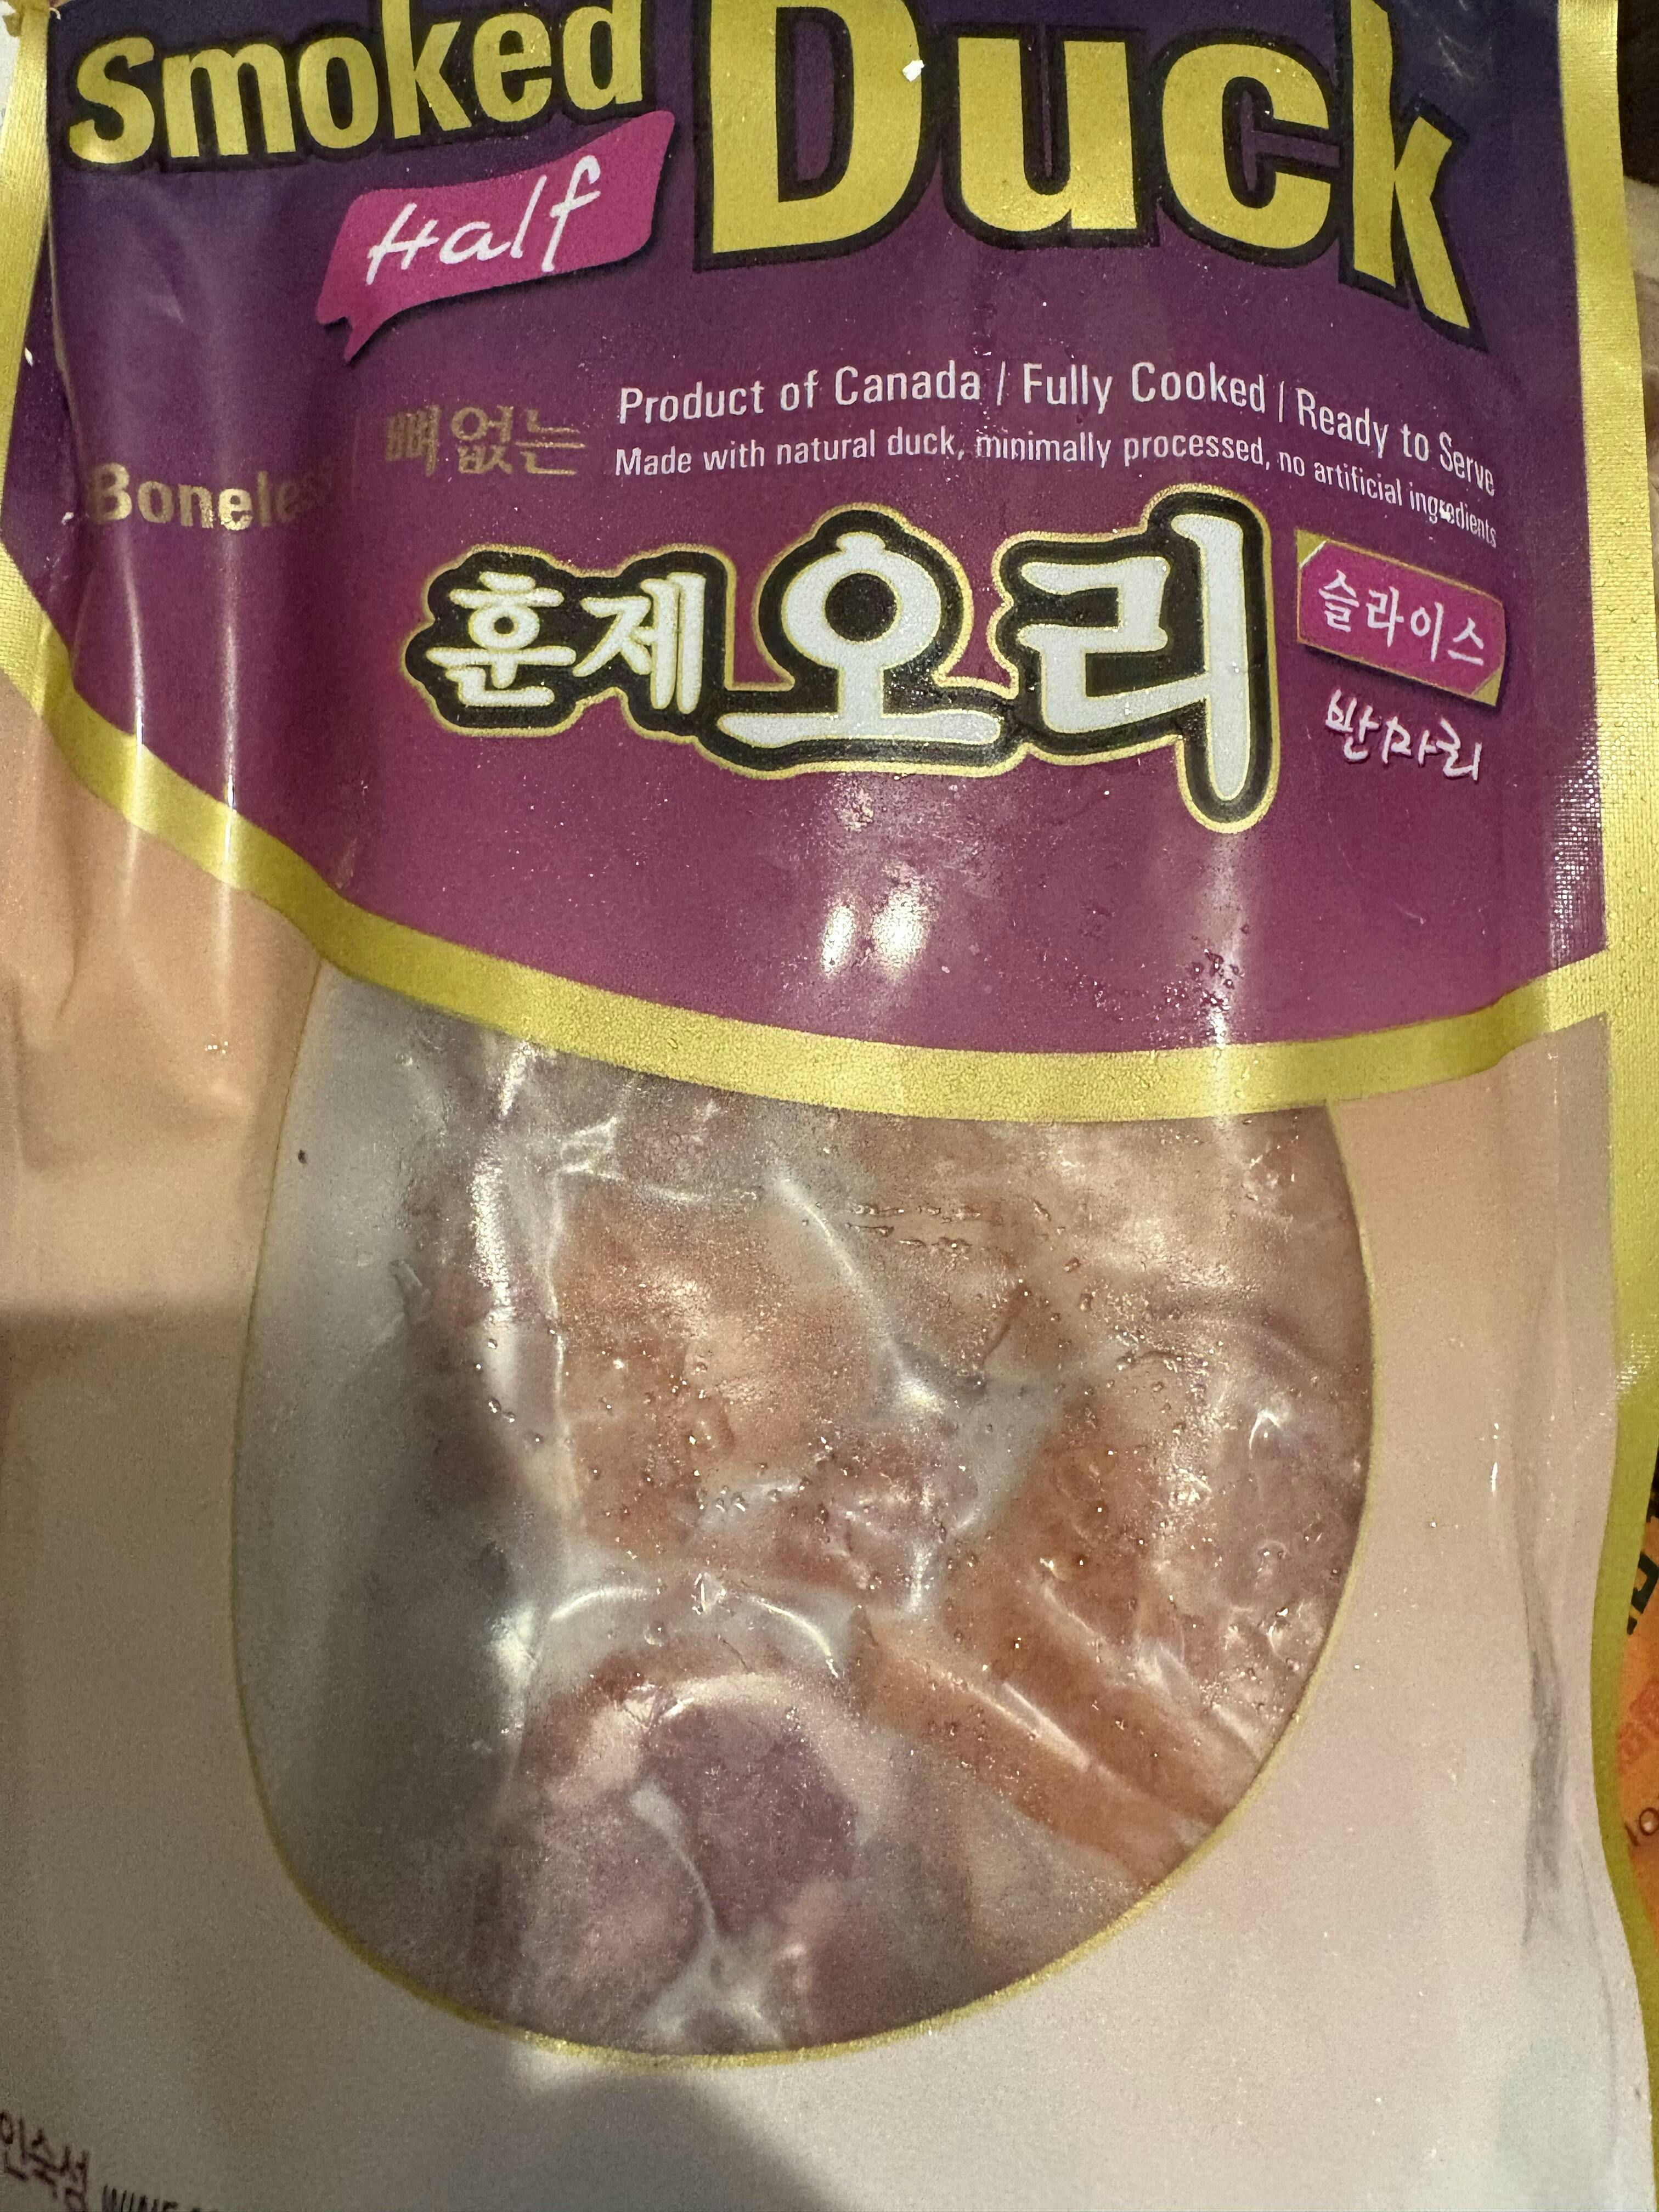 Smoked Duck
Half
Product of Canada / Fully Cooked / Ready to Serve
Made with natural duck, minimally processed, no artificial ingredients
Boneless
뼈없는
훈제오리
슬라이스
반마리